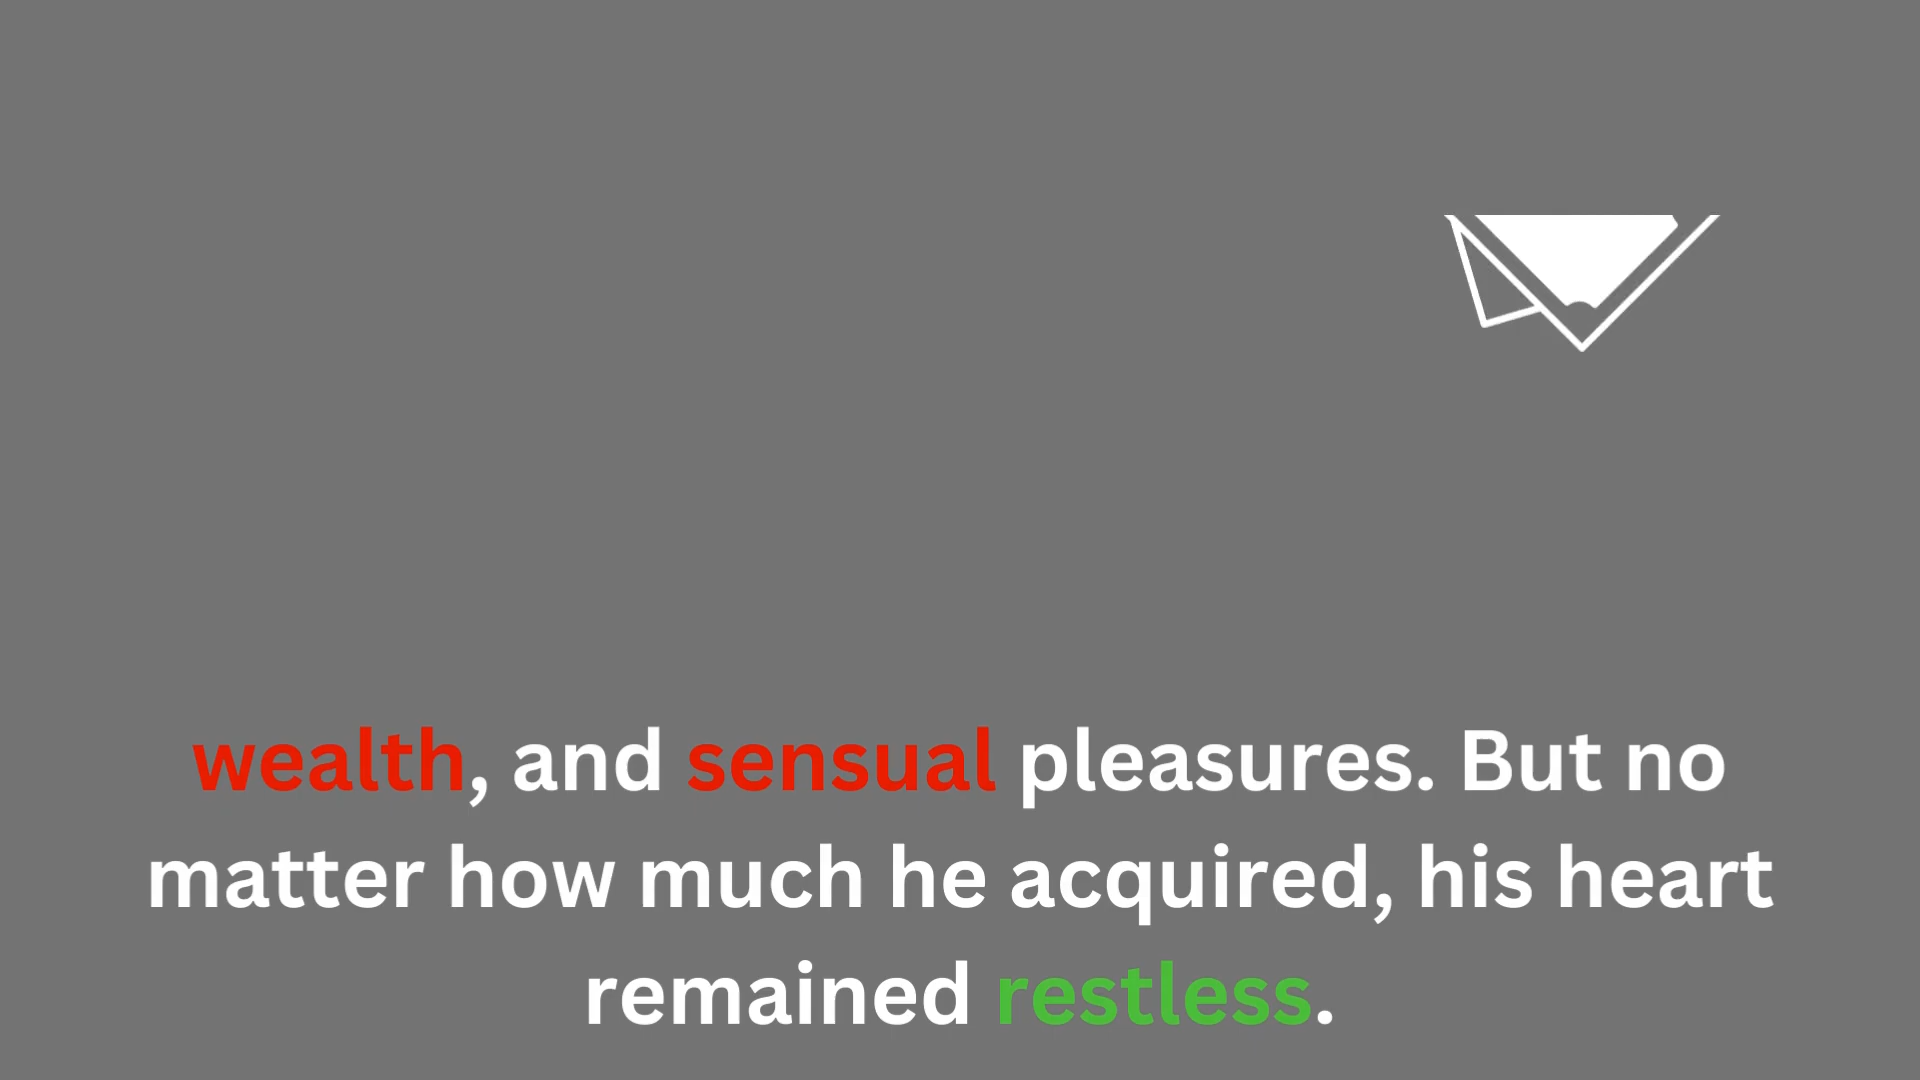 wealth, and sensual pleasures. But no
matter how much he acquired, his heart
remained restless.